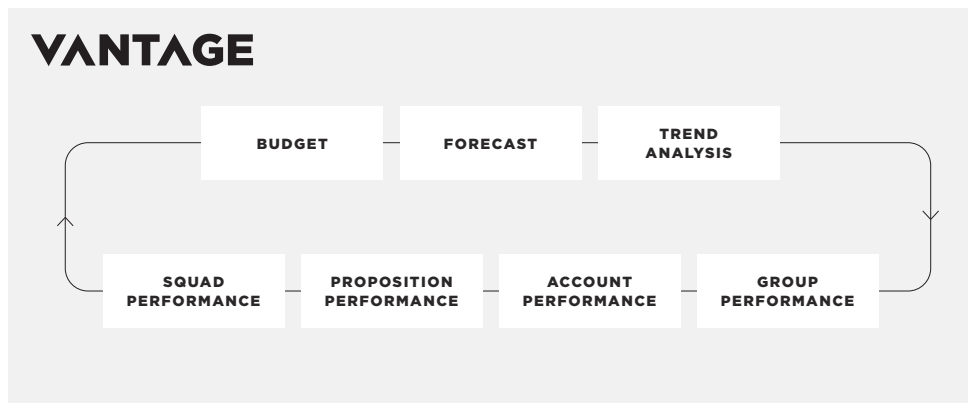 VANTAGE
BUDGET
FORECAST
TREND
ANALYSIS
SQUAD
PERFORMANCE
PROPOSITION
PERFORMANCE
ACCOUNT
PERFORMANCE
GROUP
PERFORMANCE